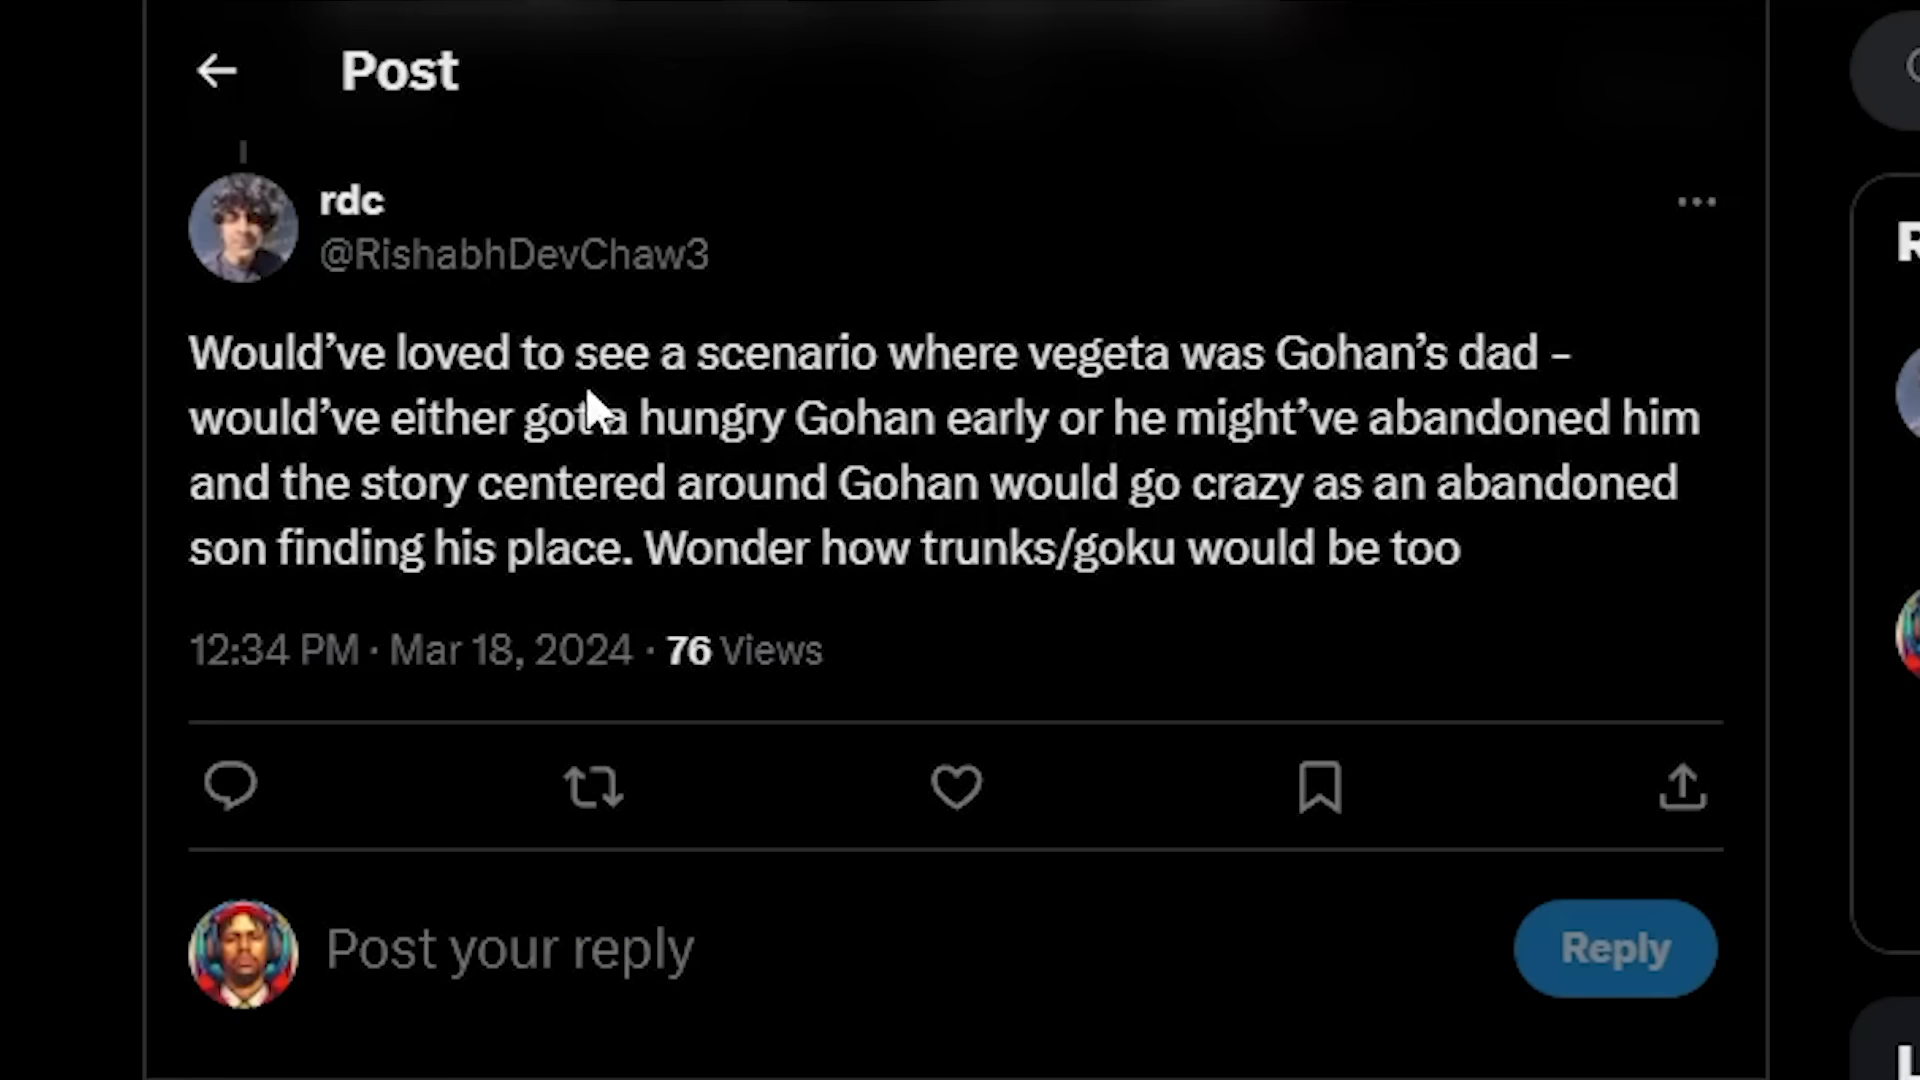 Post
rdc
@RishabhDevChaw3
Would’ve loved to see a scenario where vegeta was Gohan’s dad –
would’ve either got a hungry Gohan early or he might’ve abandoned him
and the story centered around Gohan would go crazy as an abandoned
son finding his place. Wonder how trunks/goku would be too
12:34 PM · Mar 18, 2024 · 76 Views
Post your reply
Reply
R